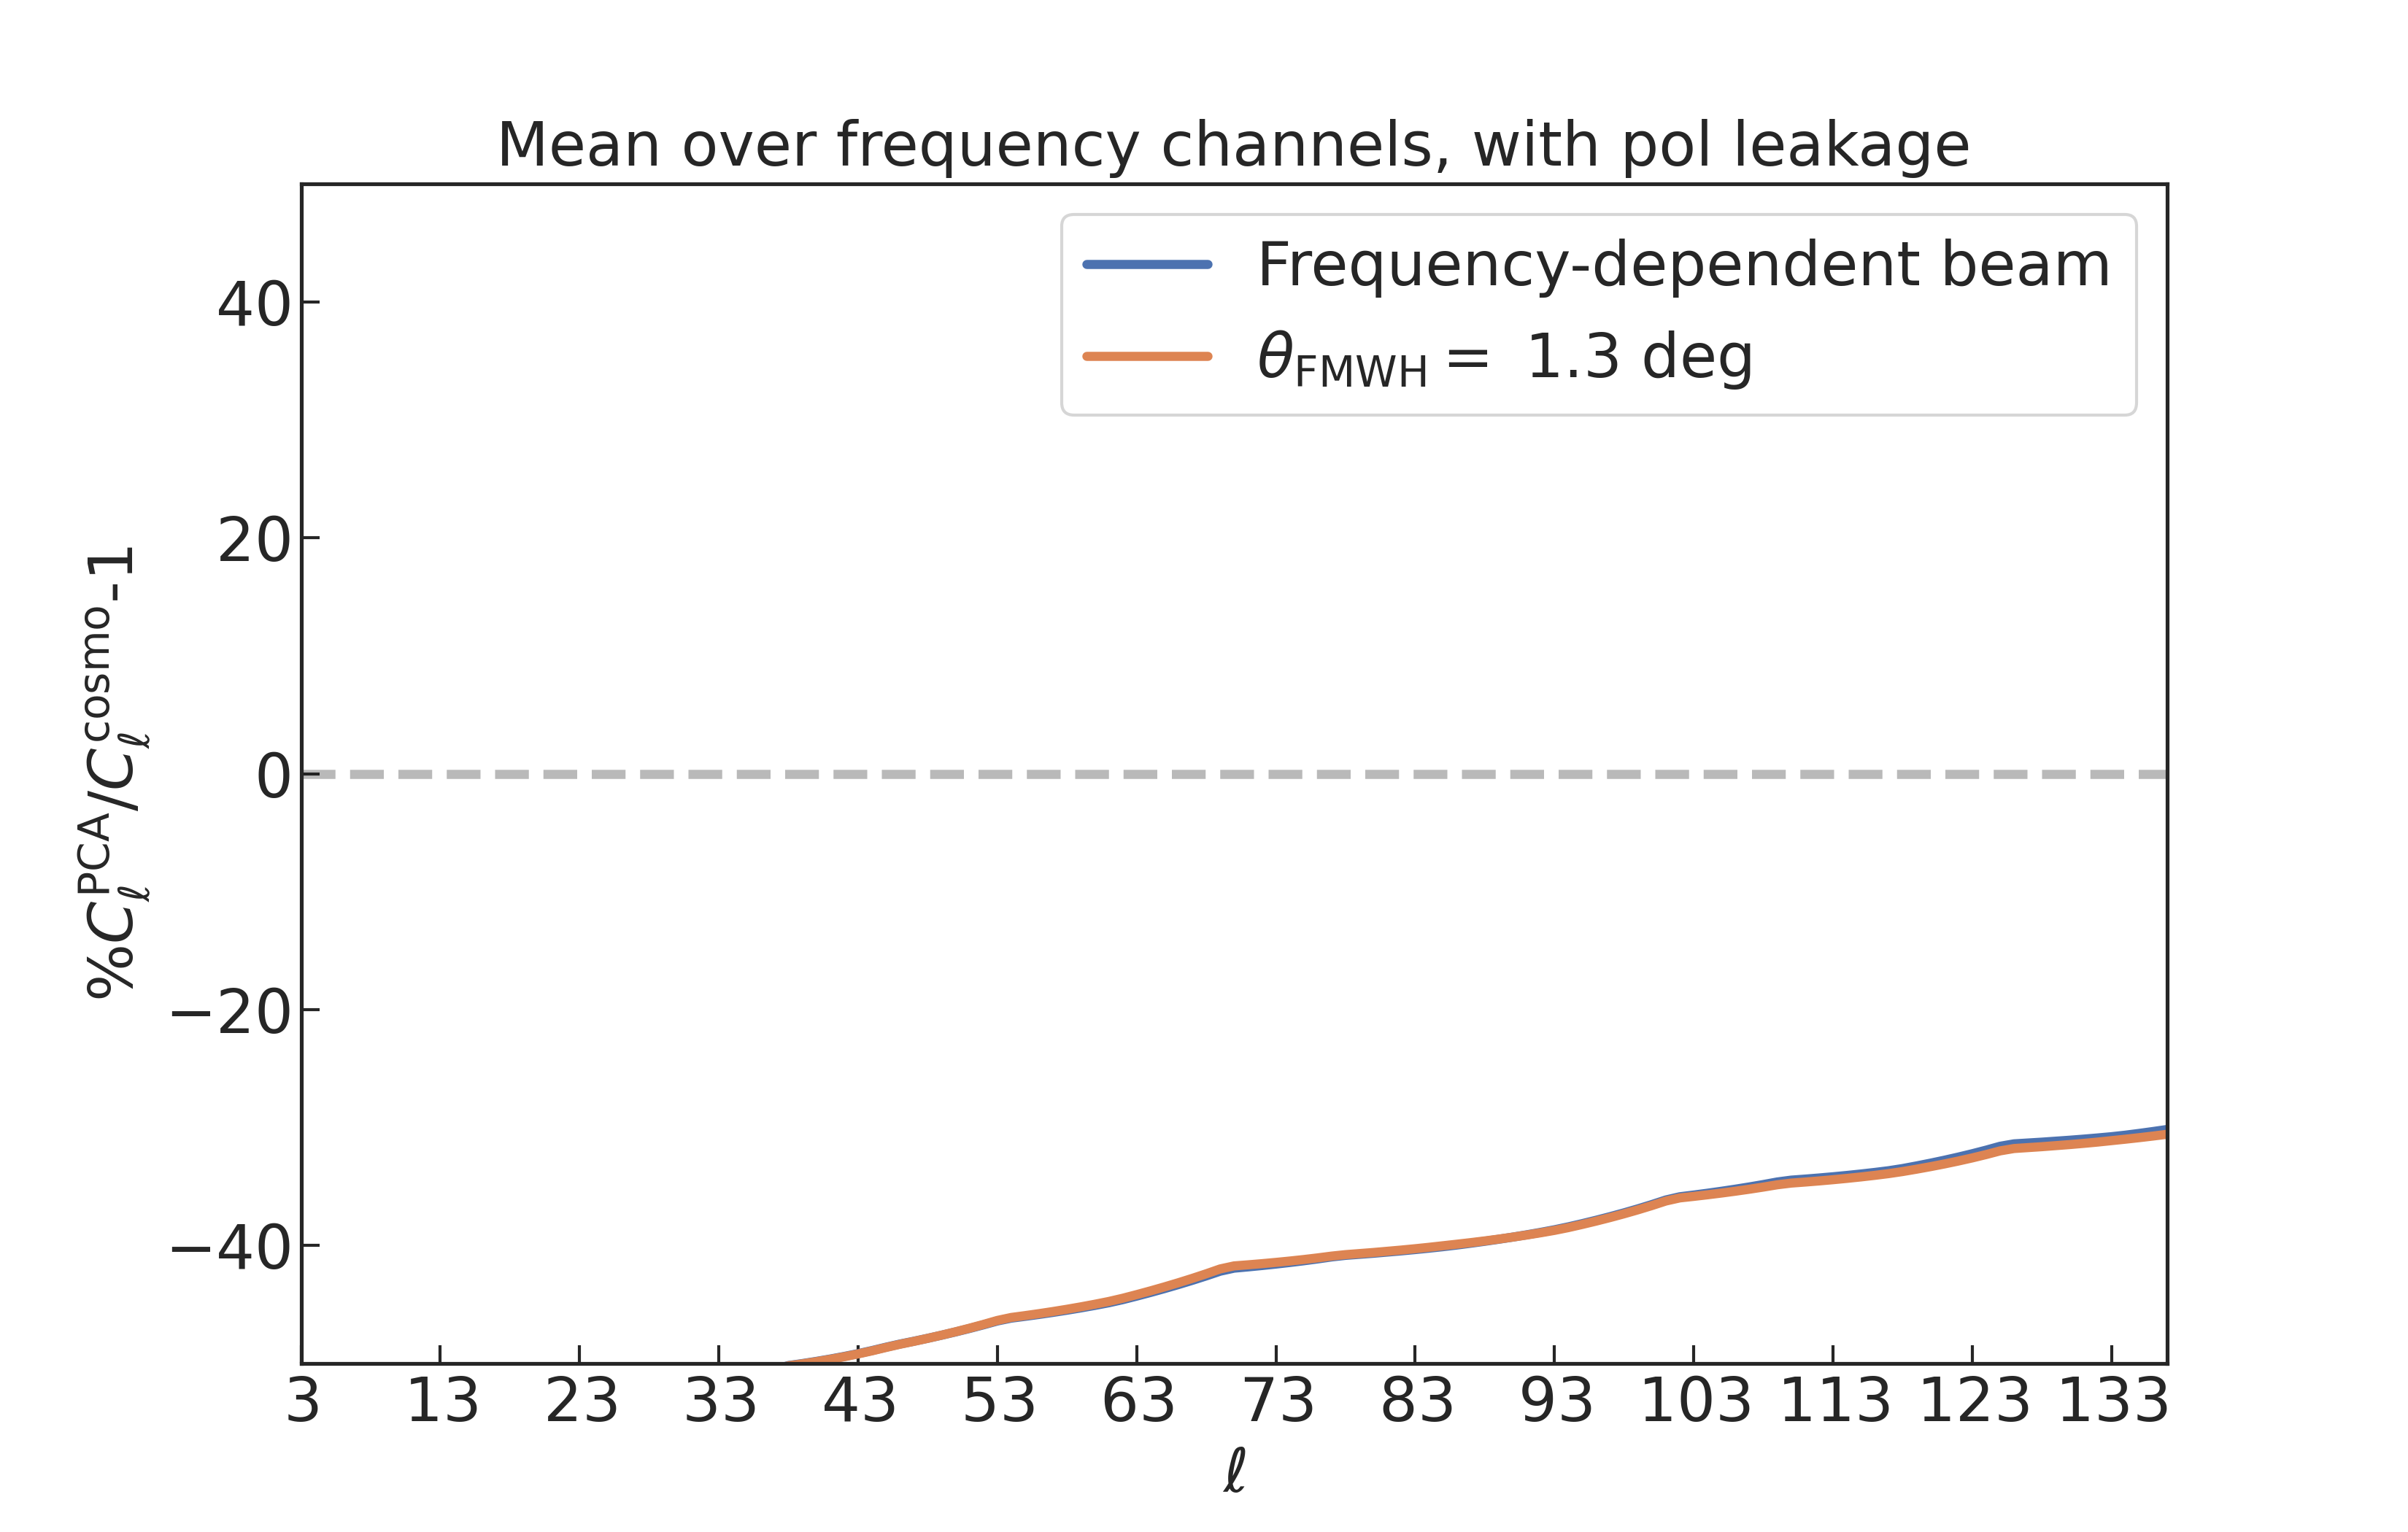 Mean over frequency channels, with pol leakage
Frequency-dependent beam
θFMWH = 1.3 deg
40
20
0
−20
−40
%CℓPCA/Cℓcosmo-1
3 13 23 33 43 53 63 73 83 93 103 113 123 133
ℓ